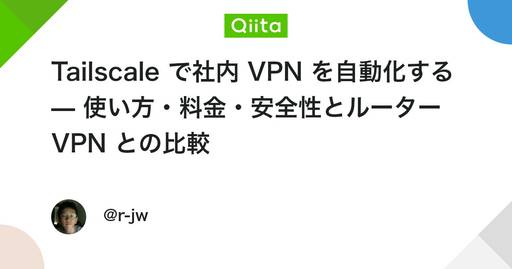 Qiita
Tailscale で社内 VPN を自動化する
— 使い方・料金・安全性とルーター
VPN との比較
@r-jw